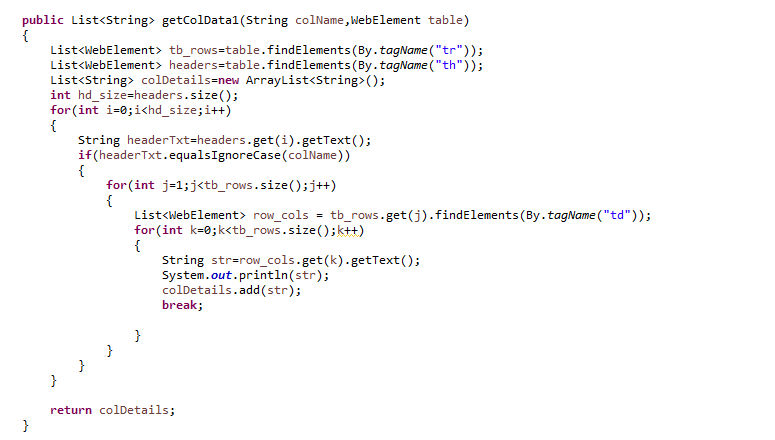 public List<String> getColData1(String colName,WebElement table)
{
    List<WebElement> tb_rows=table.findElements(By.tagName("tr"));
    List<WebElement> headers=table.findElements(By.tagName("th"));
    List<String> colDetails=new ArrayList<String>();
    int hd_size=headers.size();
    for(int i=0;i<hd_size;i++)
    {
        String headerTxt=headers.get(i).getText();
        if(headerTxt.equalsIgnoreCase(colName))
        {
            for(int j=1;j<tb_rows.size();j++)
            {
                List<WebElement> row_cols = tb_rows.get(j).findElements(By.tagName("td"));
                for(int k=0;k<tb_rows.size();k++)
                {
                    String str=row_cols.get(k).getText();
                    System.out.println(str);
                    colDetails.add(str);
                    break;

                }
            }
        }
    }

    return colDetails;
}